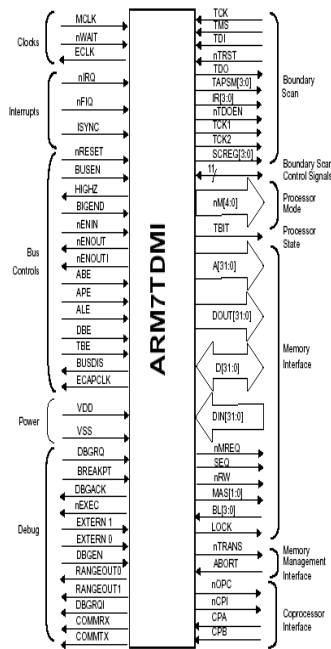 MCLK
nWAIT
ECLK
Clocks
nIRQ
nFIQ
ISYNC
Interrupts
nRESET
BUSEN
HIGHZ
BIGEND
nENIN
nENOUT
nENOUTI
ABE
APE
ALE
DBE
TBE
BUSDIS
ECAPCLK
Bus
Controls
VDD
VSS
Power
DBGRQ
BREAKPT
DBGACK
nEXEC
EXTERN 1
EXTERN 0
DBGEN
RANGEOUT0
RANGEOUT1
DBGRQI
COMMRX
COMMTX
Debug
ARM7TDMI
TCK
TMS
TDI
nTRST
TDO
TAPSM[3:0]
IR[3:0]
nTDOEN
TCK1
TCK2
SCREG[3:0]
Boundary
Scan
11
Boundary Scan
Control Signals
nM[4:0]
Processor
Mode
TBIT
Processor
State
A[31:0]
DOUT[31:0]
D[31:0]
DIN[31:0]
nMREQ
SEQ
nRW
MAS[1:0]
BL[3:0]
LOCK
Memory
Interface
nTRANS
ABORT
Memory
Management
Interface
nOPC
nCPI
CPA
CPB
Coprocessor
Interface